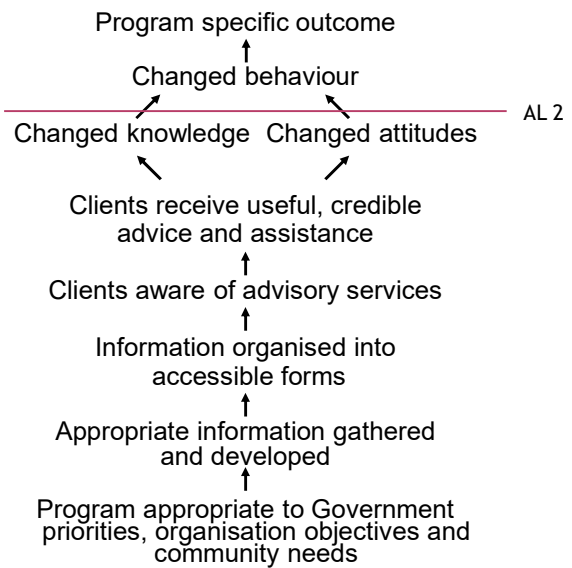 Program specific outcome
Changed behaviour
AL 2
Changed knowledge Changed attitudes
Clients receive useful, credible
advice and assistance
Clients aware of advisory services
Information organised into
accessible forms
Appropriate information gathered
and developed
Program appropriate to Government
priorities, organisation objectives and
community needs